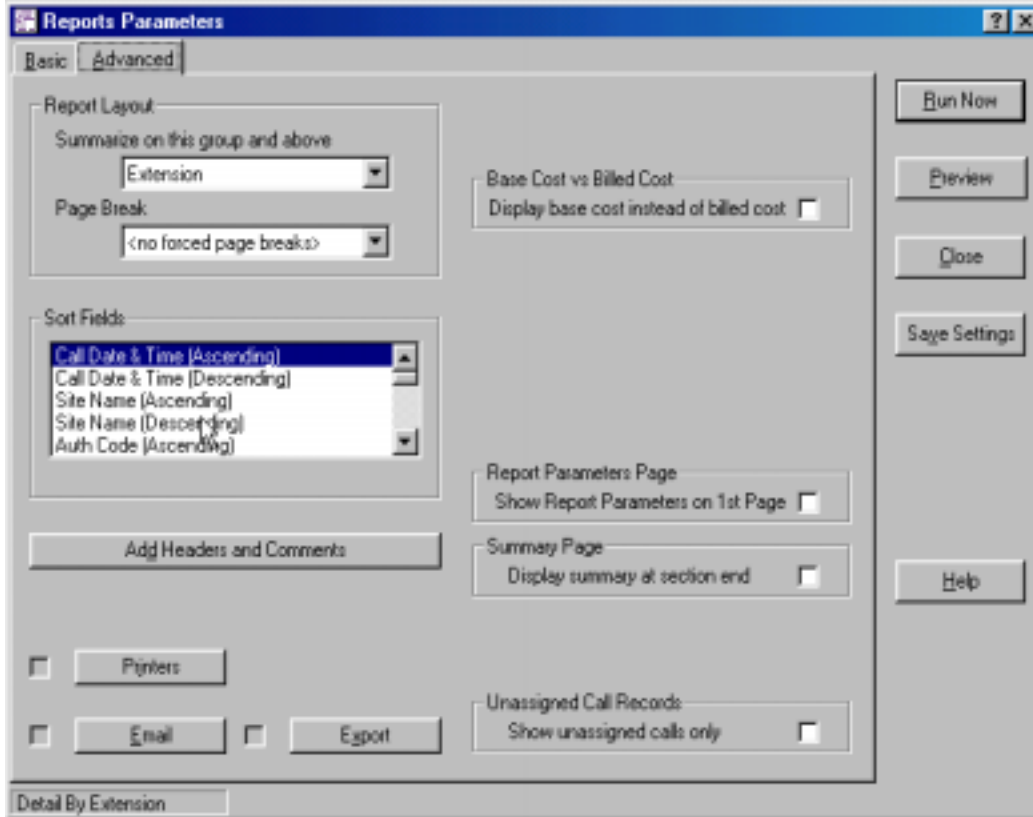 Reports Parameters
Basic
Advanced
Report Layout
Summarize on this group and above
Extension
Page Break
<no forced page breaks>
Sort Fields
Call Date & Time (Ascending)
Call Date & Time (Descending)
Site Name (Ascending)
Site Name (Descending)
Auth Code (Ascending)
Add Headers and Comments
Printers
Email
Export
Base Cost vs Billed Cost
Display base cost instead of billed cost
Report Parameters Page
Show Report Parameters on 1st Page
Summary Page
Display summary at section end
Unassigned Call Records
Show unassigned calls only
Run Now
Preview
Close
Save Settings
Help
Detail By Extension